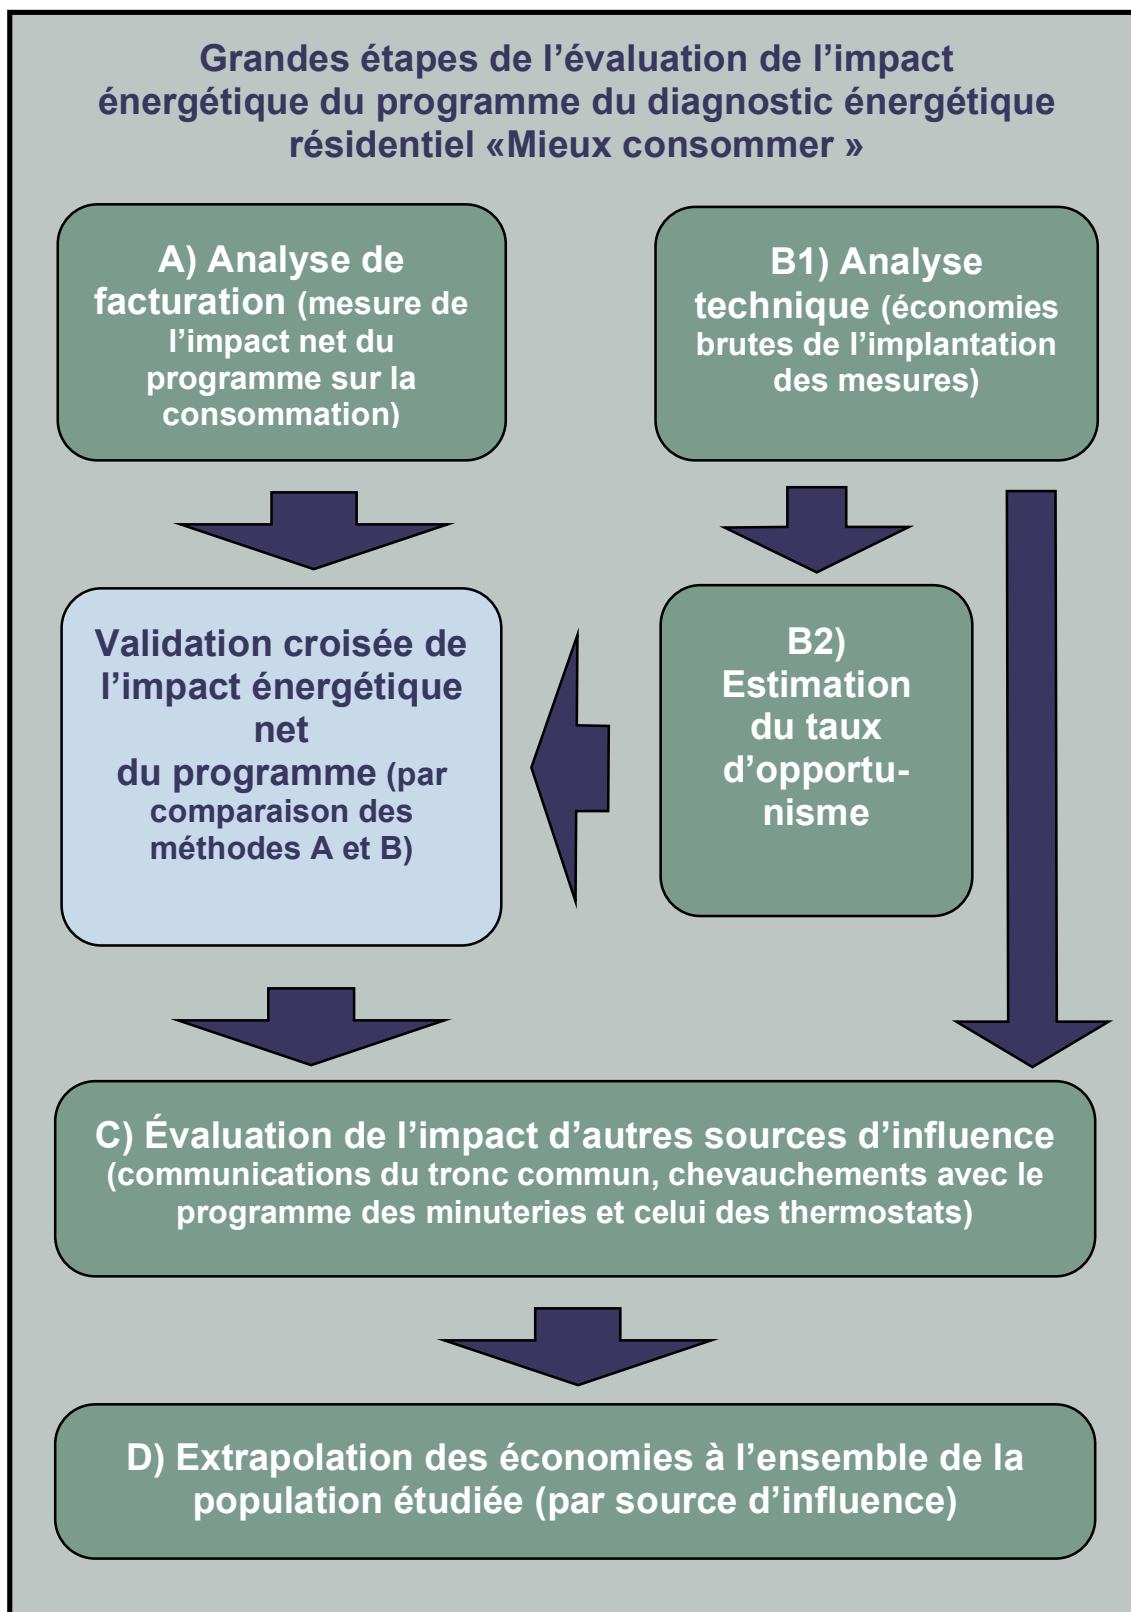 Grandes étapes de l’évaluation de l’impact
énergétique du programme du diagnostic énergétique
résidentiel «Mieux consommer »
A) Analyse de
facturation (mesure de
l’impact net du
programme sur la
consommation)
B1) Analyse
technique (économies
brutes de l’implantation
des mesures)
Validation croisée de
l’impact énergétique
net
du programme (par
comparaison des
méthodes A et B)
B2)
Estimation
du taux
d’opportu-
nisme
C) Évaluation de l’impact d’autres sources d’influence
(communications du tronc commun, chevauchements avec le
programme des minuteries et celui des thermostats)
D) Extrapolation des économies à l’ensemble de la
population étudiée (par source d’influence)